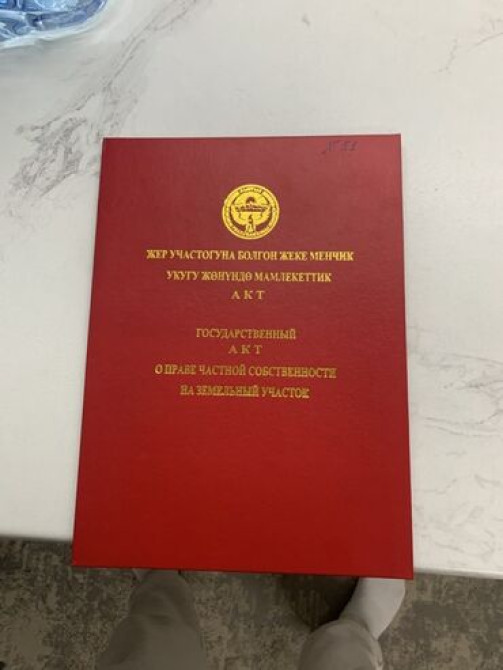 ЖЕР УЧАСТОГУНА БОЛГОН ЖЕКЕ МЕНЧИК
УКУГУ ЖӨНҮНДӨ МАМЛЕКЕТТИК
АКТ
ГОСУДАРСТВЕННЫЙ
АКТ
О ПРАВЕ ЧАСТНОЙ СОБСТВЕННОСТИ
НА ЗЕМЕЛЬНЫЙ УЧАСТОК